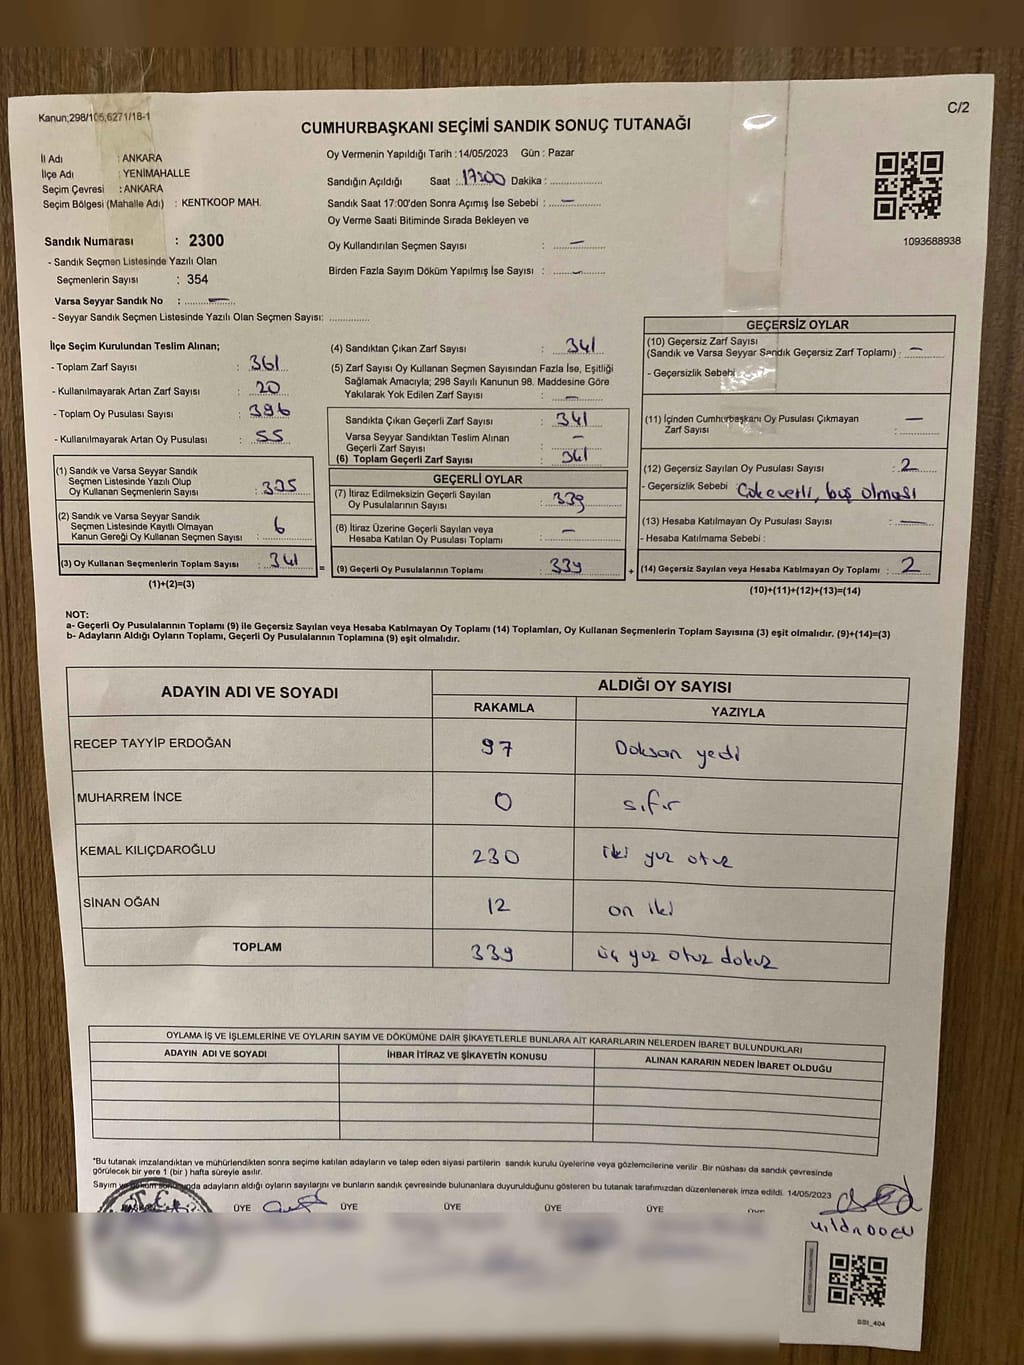 Kanun;298/105,6271/18-1
C/2
CUMHURBAŞKANI SEÇİMİ SANDIK SONUÇ TUTANAĞI
İl Adı : ANKARA
İlçe Adı : YENİMAHALLE
Seçim Çevresi : ANKARA
Seçim Bölgesi (Mahalle Adı) : KENTKOOP MAH.
Sandık Numarası : 2300
- Sandık Seçmen Listesinde Yazılı Olan
Seçmenlerin Sayısı : 354
Varsa Seyyar Sandık No : —
- Seyyar Sandık Seçmen Listesinde Yazılı Olan Seçmen Sayısı: ..............
Oy Vermenin Yapıldığı Tarih : 14/05/2023 Gün : Pazar
Sandığın Açıldığı Saat : 17:00 Dakika : ..................
Sandık Saat 17:00'den Sonra Açımış İse Sebebi : —
Oy Verme Saati Bitiminde Sırada Bekleyen ve
Oy Kullandırılan Seçmen Sayısı : —
Birden Fazla Sayım Döküm Yapılmış İse Sayısı : —
1093688938
İlçe Seçim Kurulundan Teslim Alınan;
- Toplam Zarf Sayısı : 361
- Kullanılmayarak Artan Zarf Sayısı : 20
- Toplam Oy Pusulası Sayısı : 396
- Kullanılmayarak Artan Oy Pusulası : 55
(1) Sandık ve Varsa Seyyar Sandık
Seçmen Listesinde Yazılı Olup
Oy Kullanan Seçmenlerin Sayısı : 335
(2) Sandık ve Varsa Seyyar Sandık
Seçmen Listesinde Kayıtlı Olmayan
Kanun Gereği Oy Kullanan Seçmen Sayısı : 6
(3) Oy Kullanan Seçmenlerin Toplam Sayısı : 341
(1)+(2)=(3)
(4) Sandıktan Çıkan Zarf Sayısı : 341
(5) Zarf Sayısı Oy Kullanan Seçmen Sayısından Fazla İse, Eşitliği
Sağlamak Amacıyla; 298 Sayılı Kanunun 98. Maddesine Göre
Yakılarak Yok Edilen Zarf Sayısı : —
Sandıkta Çıkan Geçerli Zarf Sayısı : 341
Varsa Seyyar Sandıktan Teslim Alınan
Geçerli Zarf Sayısı : —
(6) Toplam Geçerli Zarf Sayısı : 341
GEÇERLİ OYLAR
(7) İtiraz Edilmeksizin Geçerli Sayılan
Oy Pusulalarının Sayısı : 339
(8) İtiraz Üzerine Geçerli Sayılan veya
Hesaba Katılan Oy Pusulası Toplamı : —
= (9) Geçerli Oy Pusulalarının Toplamı : 339
GEÇERSİZ OYLAR
(10) Geçersiz Zarf Sayısı
(Sandık ve Varsa Seyyar Sandık Geçersiz Zarf Toplamı) : —
- Geçersizlik Sebebi
(11) İçinden Cumhurbaşkanı Oy Pusulası Çıkmayan
Zarf Sayısı : —
(12) Geçersiz Sayılan Oy Pusulası Sayısı : 2
- Geçersizlik Sebebi : boş olması
(13) Hesaba Katılmayan Oy Pusulası Sayısı : —
- Hesaba Katılmama Sebebi :
+ (14) Geçersiz Sayılan veya Hesaba Katılmayan Oy Toplamı : 2
(10)+(11)+(12)+(13)=(14)
NOT:
a- Geçerli Oy Pusulalarının Toplamı (9) ile Geçersiz Sayılan veya Hesaba Katılmayan Oy Toplamı (14) Toplamları, Oy Kullanan Seçmenlerin Toplam Sayısına (3) eşit olmalıdır. (9)+(14)=(3)
b- Adayların Aldığı Oyların Toplamı, Geçerli Oy Pusulalarının Toplamına (9) eşit olmalıdır.
ADAYIN ADI VE SOYADI
ALDIĞI OY SAYISI
RAKAMLA YAZIYLA
RECEP TAYYİP ERDOĞAN 97 Doksan yedi
MUHARREM İNCE 0 sıfır
KEMAL KILIÇDAROĞLU 230 iki yuz otuz
SİNAN OĞAN 12 on iki
TOPLAM 339 üç yuz otuz dokuz
OYLAMA İŞ VE İŞLEMLERİNE VE OYLARIN SAYIM VE DÖKÜMÜNE DAİR ŞİKAYETLERLE BUNLARA AİT KARARLARIN NELERDEN İBARET BULUNDUKLARI
ADAYIN ADI VE SOYADI İHBAR İTİRAZ VE ŞİKAYETİN KONUSU ALINAN KARARIN NEDEN İBARET OLDUĞU
*Bu tutanak imzalandıktan ve mühürlendikten sonra seçime katılan adayların ve talep eden siyasi partilerin sandık kurulu üyelerine veya gözlemcilerine verilir .Bir nüshası da sandık çevresinde
görülecek bir yere 1 (bir ) hafta süreyle asılır.
Sayım ve döküm sonucunda adayların aldığı oyların sayılarını ve bunların sandık çevresinde bulunanlara duyurulduğunu gösteren bu tutanak tarafımızdan düzenlenerek imza edildi. 14/05/2023
ÜYE ÜYE ÜYE ÜYE ÜYE
BBI_404